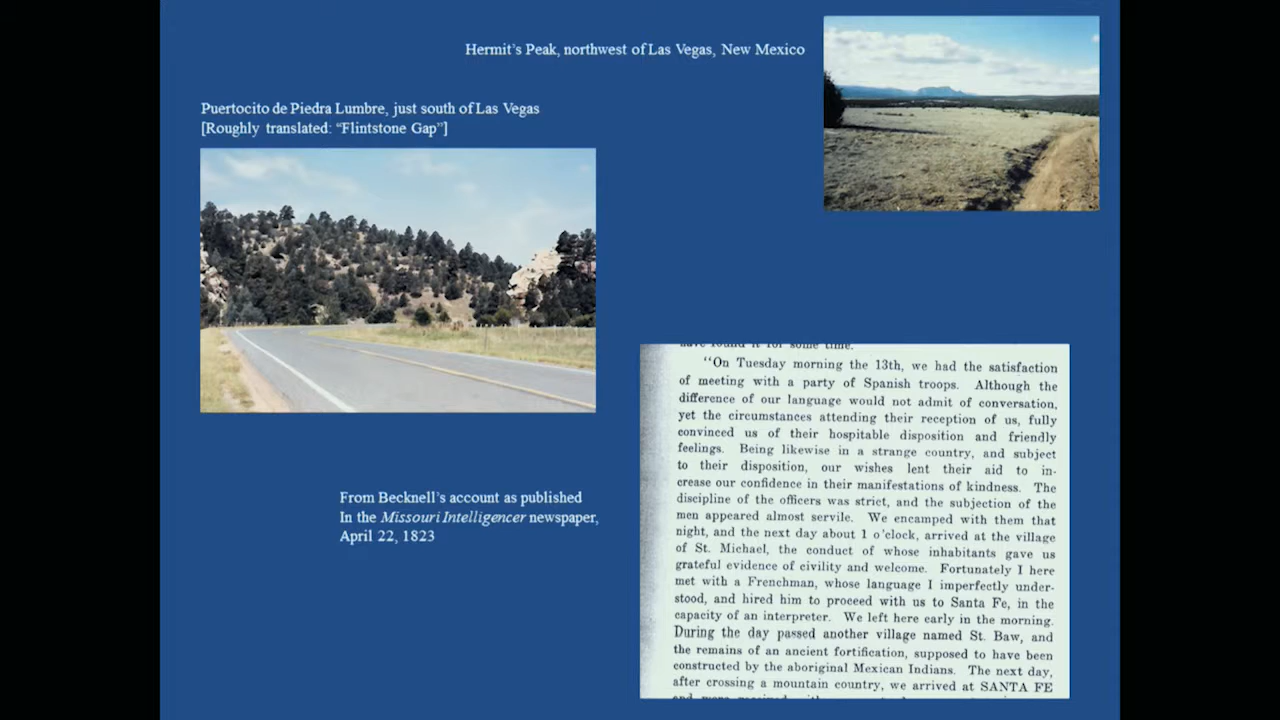 Hermit's Peak, northwest of Las Vegas, New Mexico
Puertocito de Piedra Lumbre, just south of Las Vegas
[Roughly translated: “Flintstone Gap”]
From Becknell's account as published
In the Missouri Intelligencer newspaper,
April 22, 1823
have found it for some time.
“On Tuesday morning the 13th, we had the satisfaction
of meeting with a party of Spanish troops. Although the
difference of our language would not admit of conversation,
yet the circumstances attending their reception of us, fully
convinced us of their hospitable disposition and friendly
feelings. Being likewise in a strange country, and subject
to their disposition, our wishes lent their aid to in-
crease our confidence in their manifestations of kindness. The
discipline of the officers was strict, and the subjection of the
men appeared almost servile. We encamped with them that
night, and the next day about 1 o'clock, arrived at the village
of St. Michael, the conduct of whose inhabitants gave us
grateful evidence of civility and welcome. Fortunately I here
met with a Frenchman, whose language I imperfectly under-
stood, and hired him to proceed with us to Santa Fe, in the
capacity of an interpreter. We left here early in the morning.
During the day passed another village named St. Baw, and
the remains of an ancient fortification, supposed to have been
constructed by the aboriginal Mexican Indians. The next day,
after crossing a mountain country, we arrived at SANTA FE